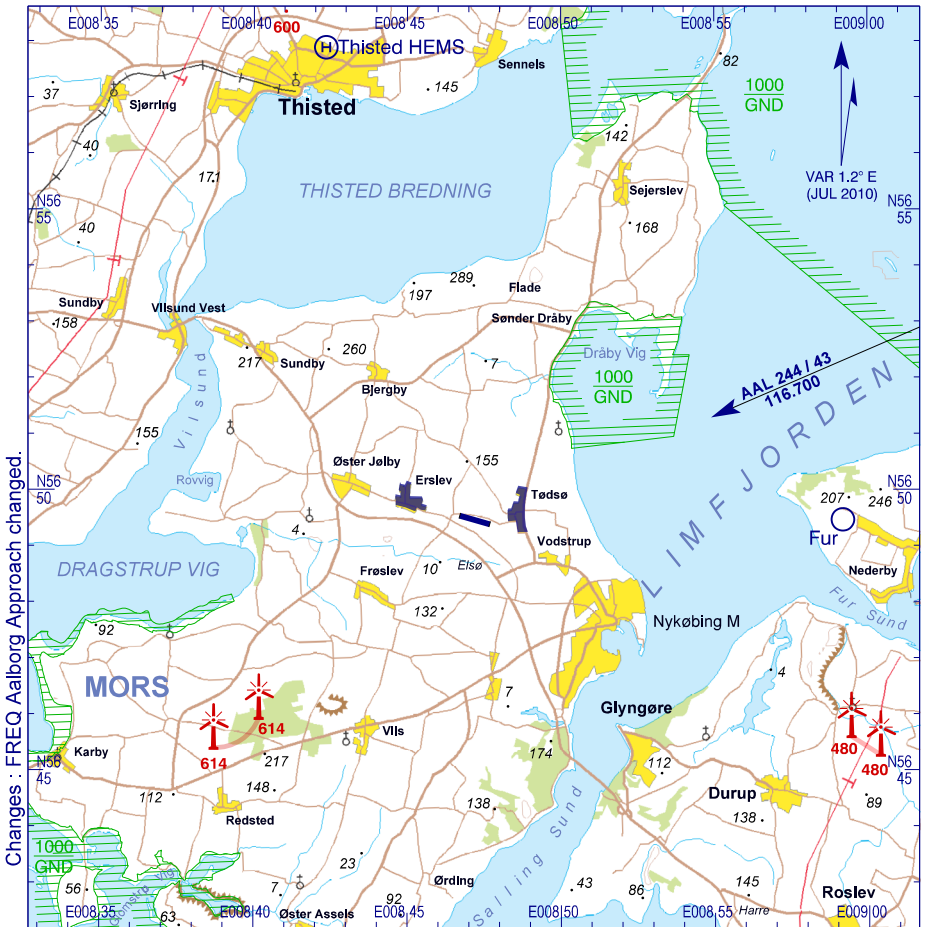 E008 35
E008 40
E008 45
E008 50
E008 55
E009 00
600
H
Thisted HEMS
Sennels
82
1000
GND
37
Sjørring
145
Thisted
142
40
VAR 1.2° E
(JUL 2010)
171
THISTED BREDNING
Sejerslev
N56
55
N56
55
40
168
289
197
Flade
Sundby
Vilsund Vest
158
Sønder Dråby
217
Sundby
260
7
Dråby Vig
1000
GND
Bjergby
AAL 244 / 43
116.700
Vilsund
155
LIMFJORDEN
Øster Jølby
155
Rovvig
Erslev
Tødsø
N56
50
N56
50
207
246
4
Fur
Vodstrup
DRAGSTRUP VIG
10
Elsø
Frøslev
Nederby
Fur Sund
132
92
Nykøbing M
MORS
4
7
Glyngøre
614
614
Vils
480
480
Karby
174
217
112
N56
45
N56
45
112
148
Durup
89
138
138
Redsted
1000
GND
23
Sallingsund
56
7
92
Ørding
43
86
145
Roslev
63
Øster Assels
Harre
E008 35
E008 40
E008 45
E008 50
E008 55
E009 00
Changes : FREQ Aalborg Approach changed.